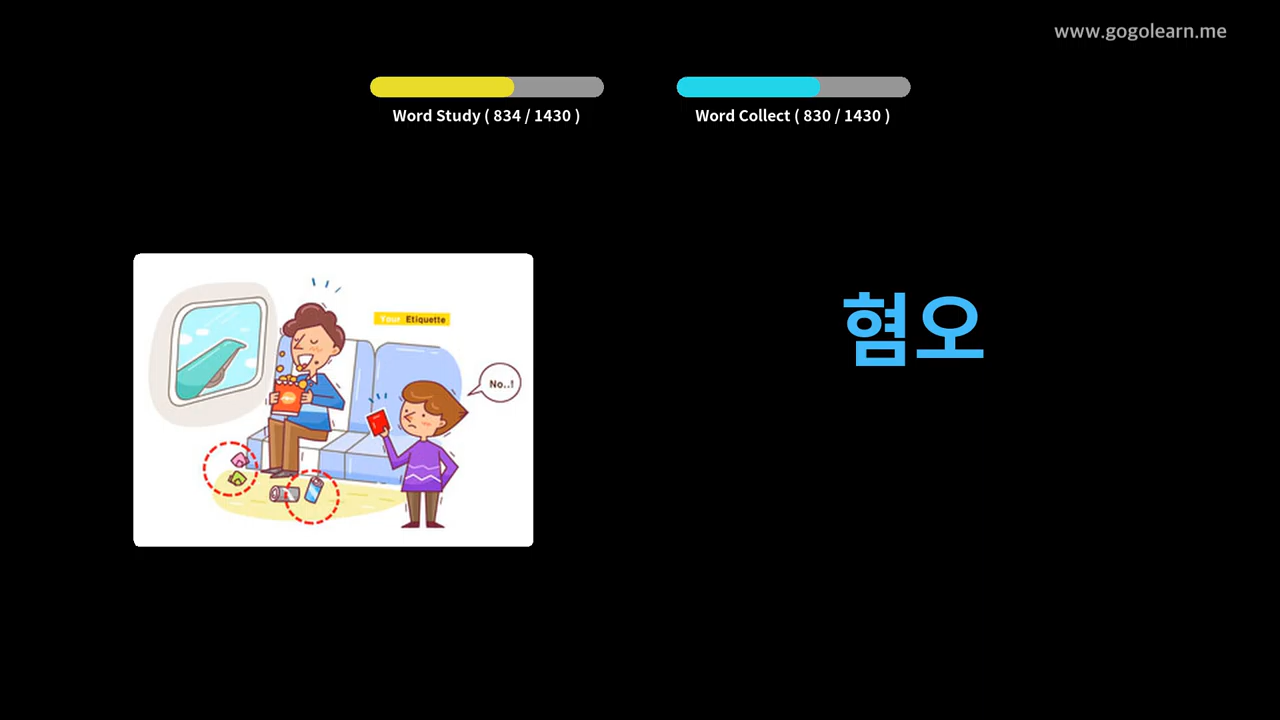 www.gogolearn.me
Word Study ( 834 / 1430 )
Word Collect ( 830 / 1430 )
Your Etiquette
No..!
혐오